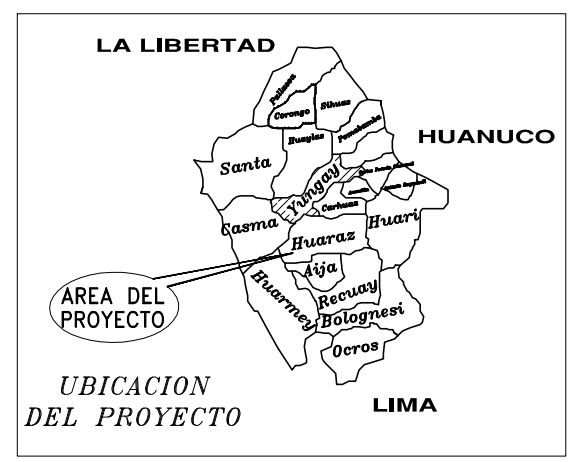 LA LIBERTAD
Pallasca
Corongo
Sihuas
Huaylas
Pomabamba
HUANUCO
Santa
Yungay
Carhuaz
Casma
Huari
Huaraz
Aija
AREA DEL
PROYECTO
Huarmey
Recuay
Bolognesi
Ocros
UBICACION
DEL PROYECTO
LIMA